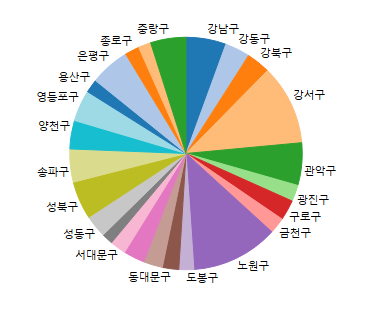 강남구
강동구
강북구
강서구
관악구
광진구
구로구
금천구
노원구
도봉구
동대문구
서대문구
성동구
성북구
송파구
양천구
영등포구
용산구
은평구
종로구
중랑구